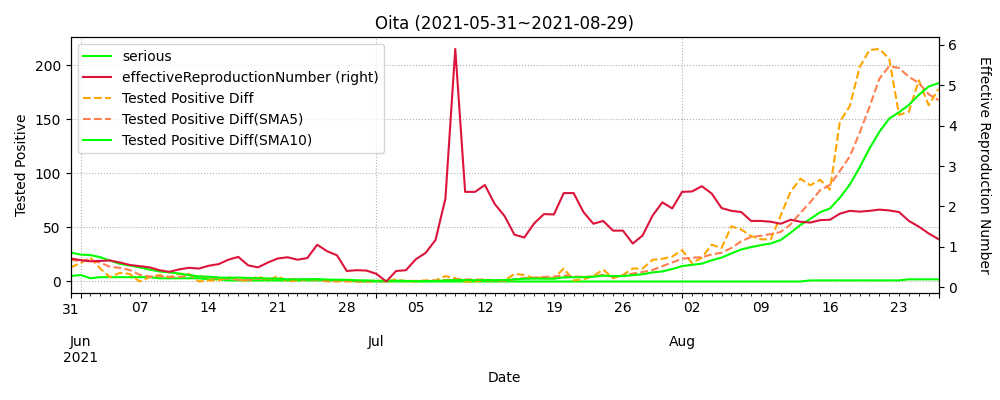 Oita (2021-05-31~2021-08-29)
serious
effectiveReproductionNumber (right)
Tested Positive Diff
Tested Positive Diff(SMA5)
Tested Positive Diff(SMA10)
Tested Positive
200
150
100
50
0
6
5
4
3
2
1
0
Effective Reproduction Number
31 07 14 21 28 05 12 19 26 02 09 16 23
Jun Jul Aug
2021
Date